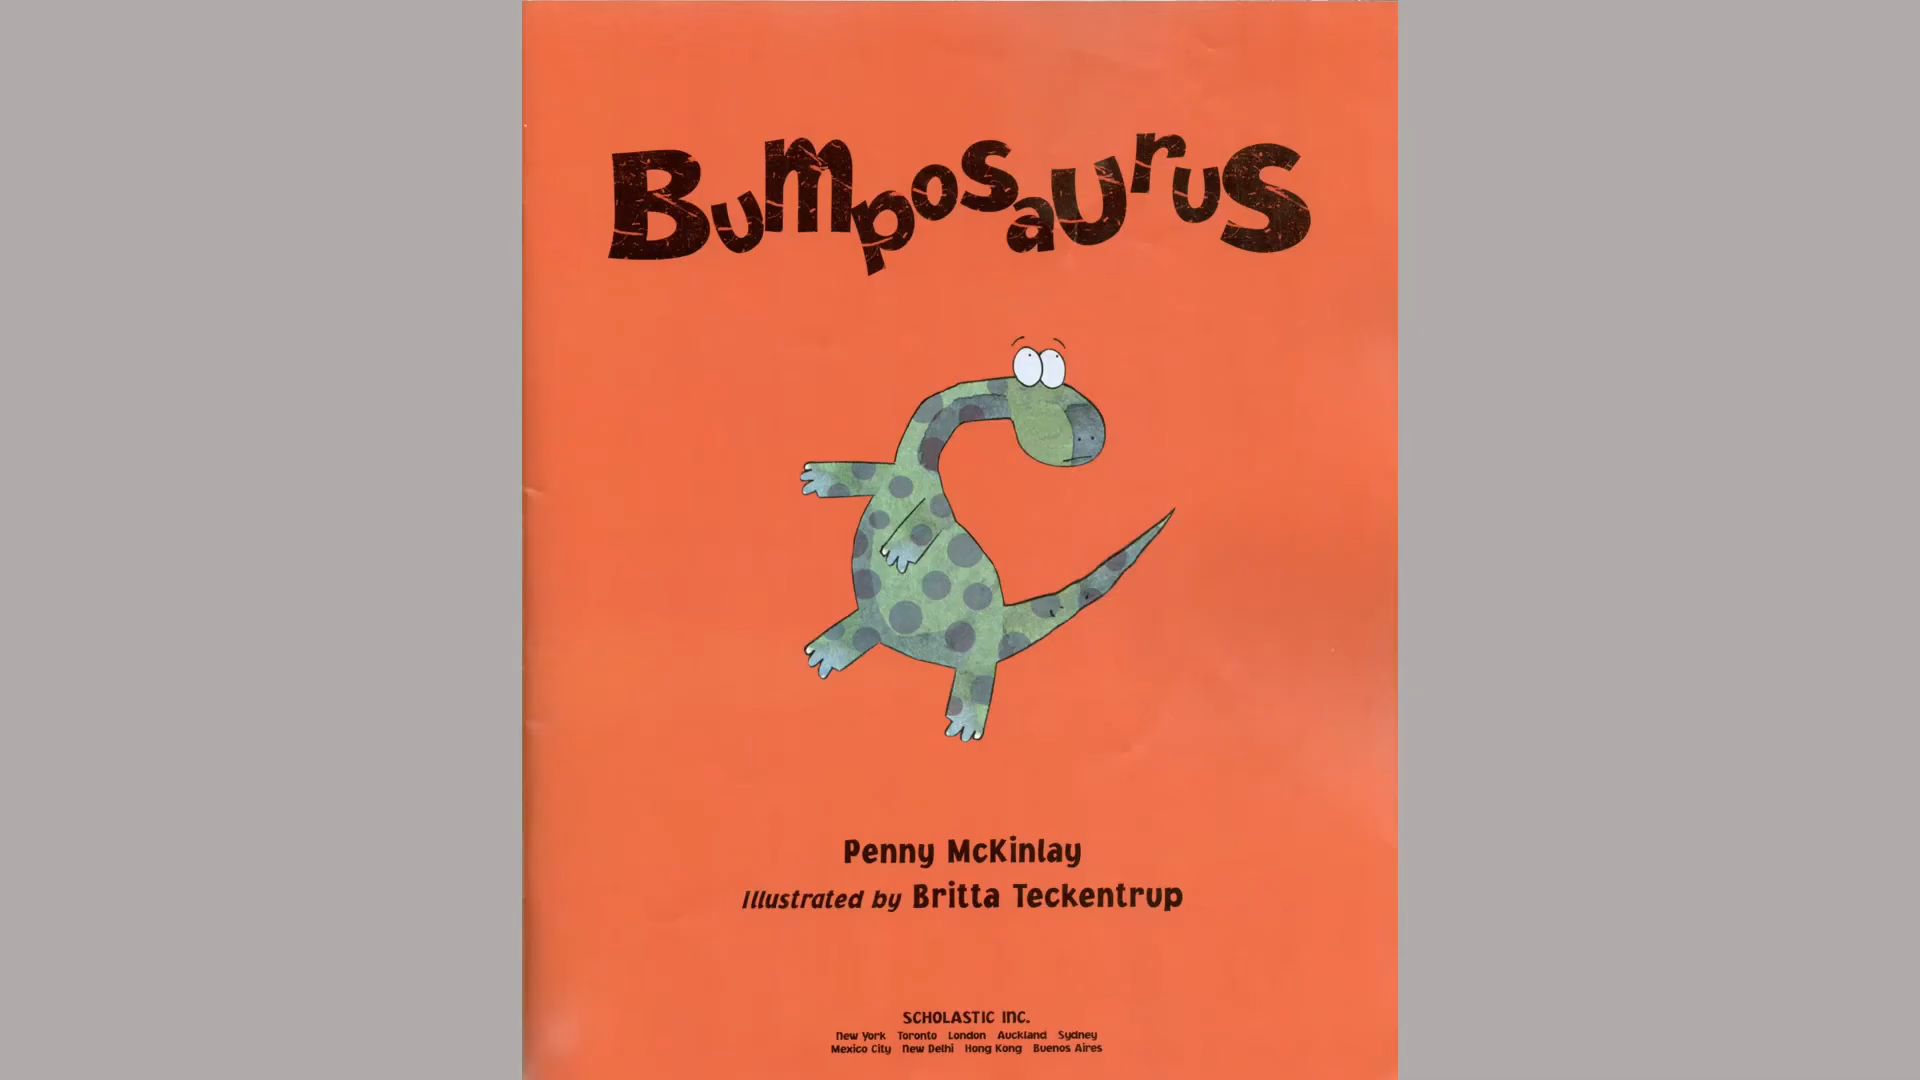 Bumposaurus
Penny McKinlay
Illustrated by Britta Teckentrup
SCHOLASTIC INC.
New York Toronto London Auckland Sydney
Mexico City New Delhi Hong Kong Buenos Aires